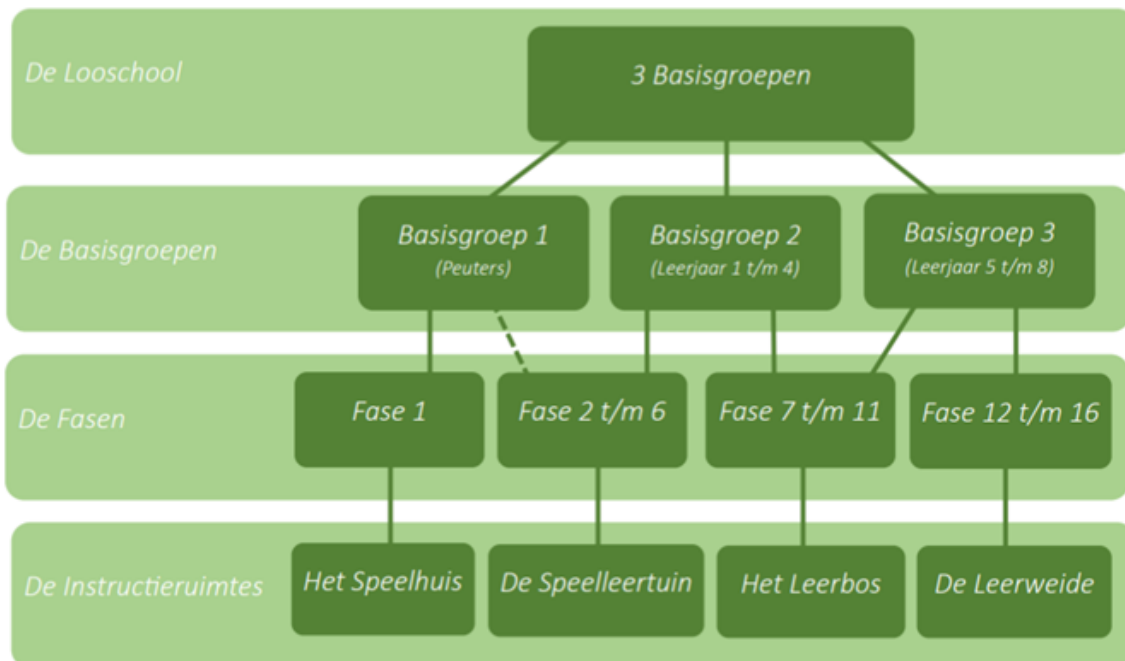 De Looschool
3 Basisgroepen
De Basisgroepen
Basisgroep 1
(Peuters)
Basisgroep 2
(Leerjaar 1 t/m 4)
Basisgroep 3
(Leerjaar 5 t/m 8)
De Fasen
Fase 1
Fase 2 t/m 6
Fase 7 t/m 11
Fase 12 t/m 16
De Instructieruimtes
Het Speelhuis
De Speelleertuin
Het Leerbos
De Leerweide